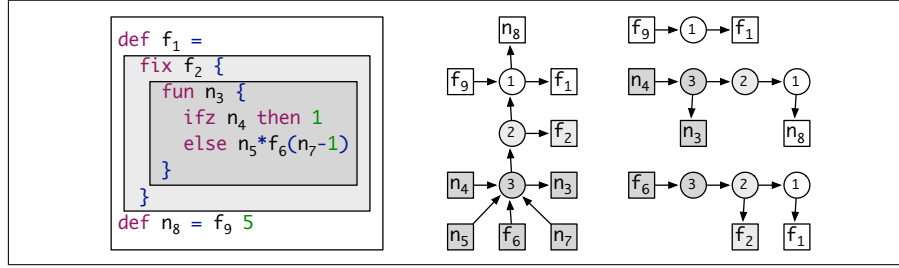 def f1 =
fix f2 {
fun n3 {
ifz n4 then 1
else n5*f6(n7-1)
}
}
def n8 = f9 5
n8
f9 1 f1
2 f2
n4 3 n3
n5 f6 n7
f9 1 f1
n4 3 2 1
n3 n8
f6 3 2 1
f2 f1